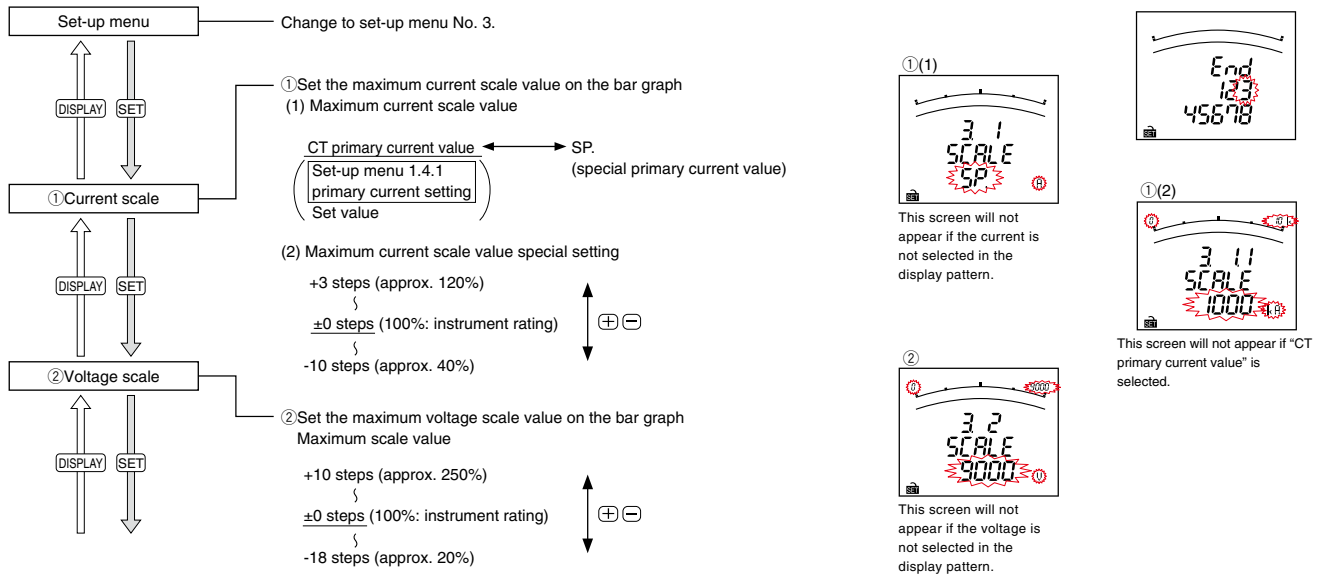 Set-up menu
Change to set-up menu No. 3.
DISPLAY
SET
①Set the maximum current scale value on the bar graph
(1) Maximum current scale value
CT primary current value
SP.
(special primary current value)
Set-up menu 1.4.1
primary current setting
Set value
①Current scale
(2) Maximum current scale value special setting
+3 steps (approx. 120%)
±0 steps (100%: instrument rating)
-10 steps (approx. 40%)
+ −
DISPLAY
SET
②Voltage scale
②Set the maximum voltage scale value on the bar graph
Maximum scale value
+10 steps (approx. 250%)
±0 steps (100%: instrument rating)
-18 steps (approx. 20%)
+ −
DISPLAY
SET
①(1)
3. 1
SCALE
SP
A
SET
This screen will not
appear if the current is
not selected in the
display pattern.
End
123
45678
SET
①(2)
0
3. 1.1
SCALE
1000
kA
SET
This screen will not appear if “CT
primary current value” is
selected.
②
0
9000
3. 2
SCALE
9000
V
SET
This screen will not
appear if the voltage is
not selected in the
display pattern.